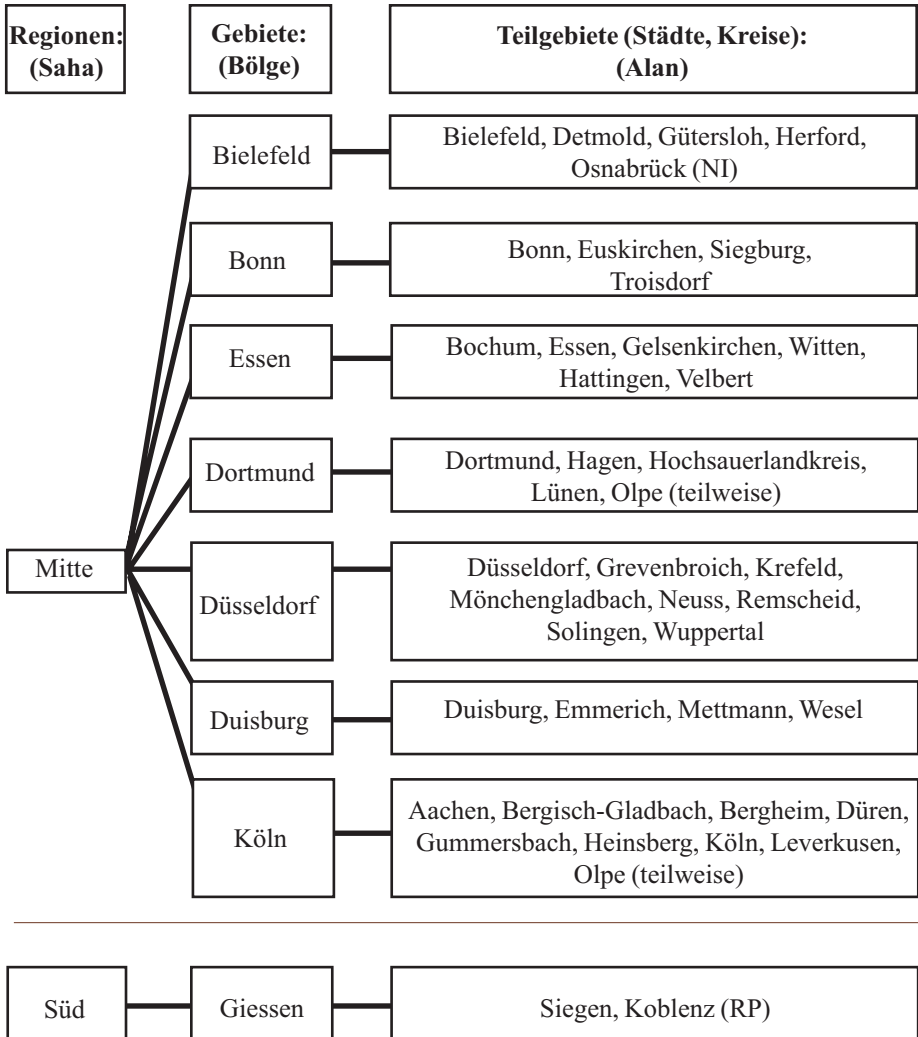 Regionen:
(Saha)
Gebiete:
(Bölge)
Teilgebiete (Städte, Kreise):
(Alan)
Mitte
Bielefeld
Bielefeld, Detmold, Gütersloh, Herford,
Osnabrück (NI)
Bonn
Bonn, Euskirchen, Siegburg,
Troisdorf
Essen
Bochum, Essen, Gelsenkirchen, Witten,
Hattingen, Velbert
Dortmund
Dortmund, Hagen, Hochsauerlandkreis,
Lünen, Olpe (teilweise)
Düsseldorf
Düsseldorf, Grevenbroich, Krefeld,
Mönchengladbach, Neuss, Remscheid,
Solingen, Wuppertal
Duisburg
Duisburg, Emmerich, Mettmann, Wesel
Köln
Aachen, Bergisch-Gladbach, Bergheim, Düren,
Gummersbach, Heinsberg, Köln, Leverkusen,
Olpe (teilweise)
Süd
Giessen
Siegen, Koblenz (RP)